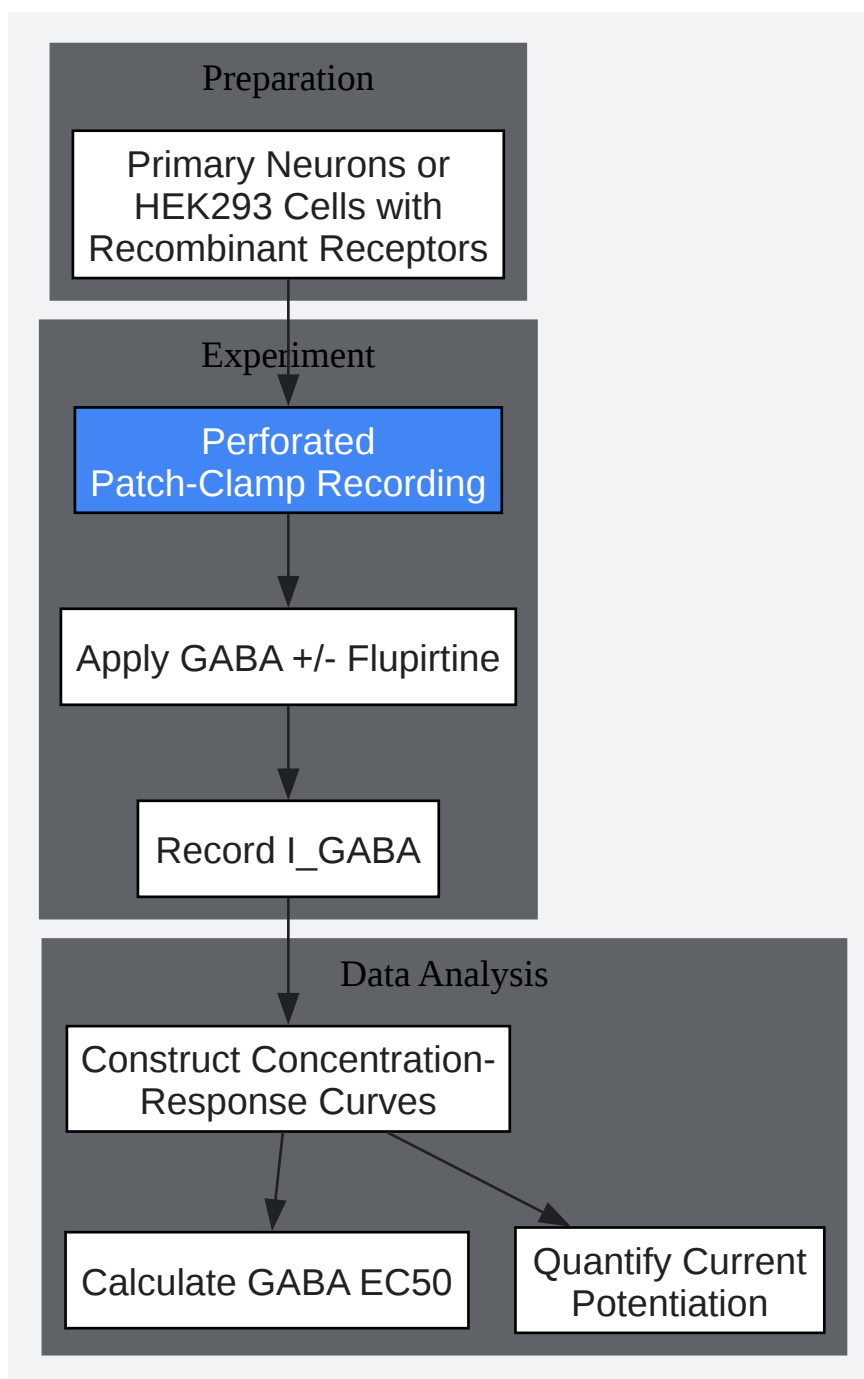 Preparation
Primary Neurons or
HEK293 Cells with
Recombinant Receptors
Experiment
Perforated
Patch-Clamp Recording
Apply GABA +/- Flupirtine
Record I_GABA
Data Analysis
Construct Concentration-
Response Curves
Calculate GABA EC50
Quantify Current
Potentiation